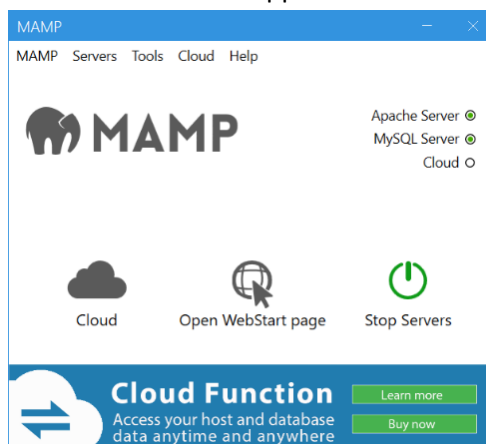 MAMP
MAMP Servers Tools Cloud Help
MAMP
Apache Server
MySQL Server
Cloud
Cloud
Open WebStart page
Stop Servers
Cloud Function
Access your host and database
data anytime and anywhere
Learn more
Buy now